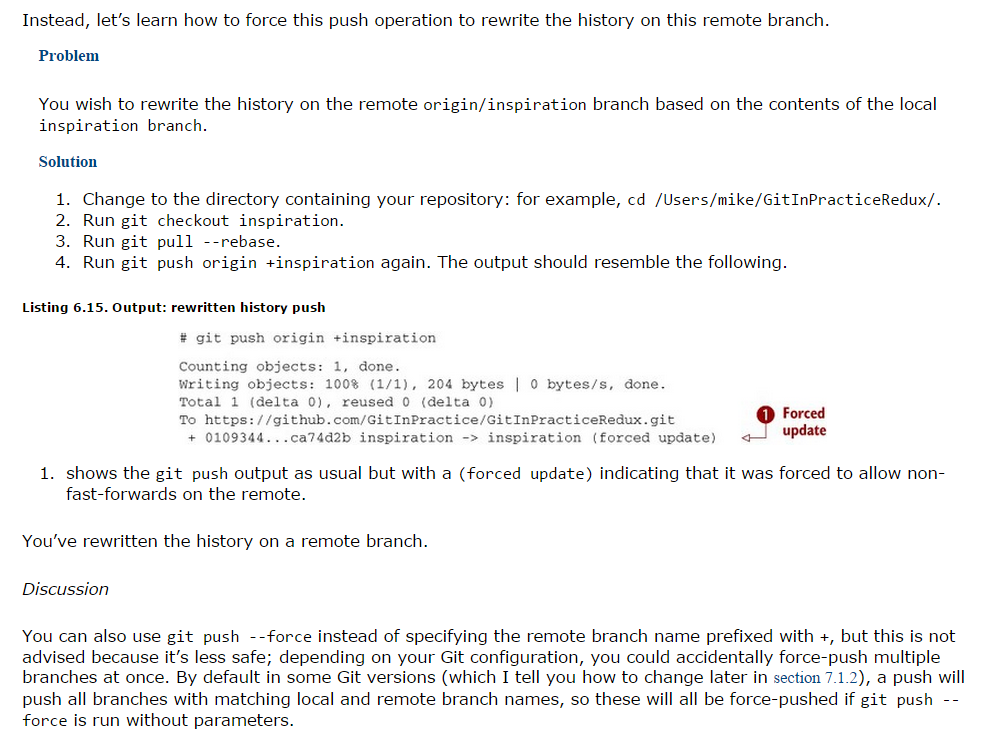 Instead, let’s learn how to force this push operation to rewrite the history on this remote branch.
Problem
You wish to rewrite the history on the remote origin/inspiration branch based on the contents of the local
inspiration branch.
Solution
1. Change to the directory containing your repository: for example, cd /Users/mike/GitInPracticeRedux/.
2. Run git checkout inspiration.
3. Run git pull --rebase.
4. Run git push origin +inspiration again. The output should resemble the following.
Listing 6.15. Output: rewritten history push
# git push origin +inspiration
Counting objects: 1, done.
Writing objects: 100% (1/1), 204 bytes | 0 bytes/s, done.
Total 1 (delta 0), reused 0 (delta 0)
To https://github.com/GitInPractice/GitInPracticeRedux.git
+ 0109344...ca74d2b inspiration -> inspiration (forced update)
1 Forced
update
1. shows the git push output as usual but with a (forced update) indicating that it was forced to allow non-
fast-forwards on the remote.
You’ve rewritten the history on a remote branch.
Discussion
You can also use git push --force instead of specifying the remote branch name prefixed with +, but this is not
advised because it’s less safe; depending on your Git configuration, you could accidentally force-push multiple
branches at once. By default in some Git versions (which I tell you how to change later in section 7.1.2), a push will
push all branches with matching local and remote branch names, so these will all be force-pushed if git push --
force is run without parameters.